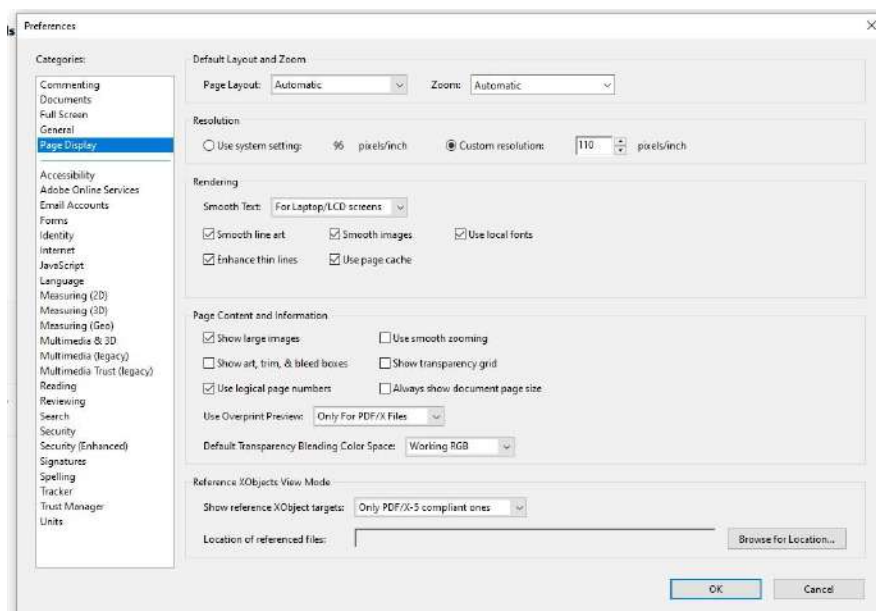 ls
Preferences
Categories:
Commenting
Documents
Full Screen
General
Page Display
Accessibility
Adobe Online Services
Email Accounts
Forms
Identity
Internet
JavaScript
Language
Measuring (2D)
Measuring (3D)
Measuring (Geo)
Multimedia & 3D
Multimedia (legacy)
Multimedia Trust (legacy)
Reading
Reviewing
Search
Security
Security (Enhanced)
Signatures
Spelling
Tracker
Trust Manager
Units
Default Layout and Zoom
Page Layout: Automatic Zoom: Automatic
Resolution
Use system setting: 96 pixels/inch Custom resolution: 110 pixels/inch
Rendering
Smooth Text: For Laptop/LCD screens
Smooth line art Smooth images Use local fonts
Enhance thin lines Use page cache
Page Content and Information
Show large images Use smooth zooming
Show art, trim, & bleed boxes Show transparency grid
Use logical page numbers Always show document page size
Use Overprint Preview: Only For PDF/X Files
Default Transparency Blending Color Space: Working RGB
Reference XObjects View Mode
Show reference XObject targets: Only PDF/X-5 compliant ones
Location of referenced files: Browse for Location...
OK Cancel